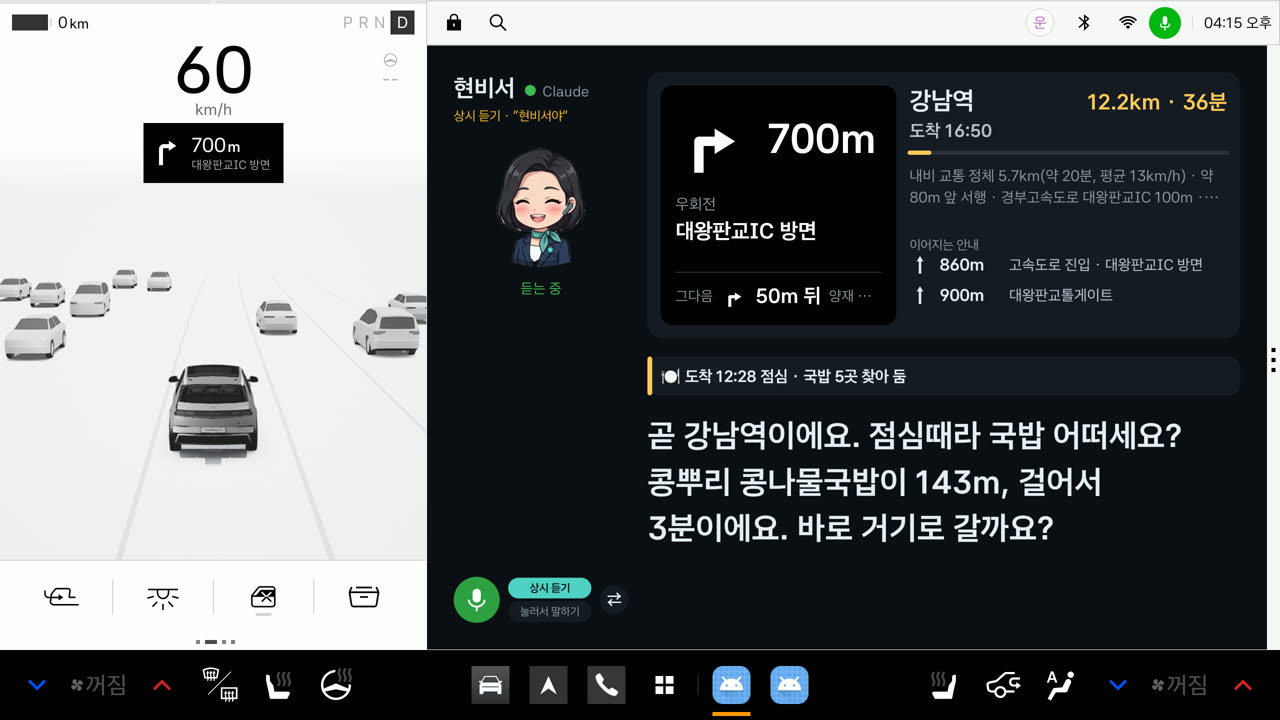 0km
P R N D
60
km/h
700m
대왕판교IC 방면
운
04:15 오후
현비서
Claude
상시 듣기 · "현비서야"
듣는 중
700m
우회전
대왕판교IC 방면
그다음 50m 뒤 양재 ···
강남역
12.2km · 36분
도착 16:50
내비 교통 정체 5.7km(약 20분, 평균 13km/h) · 약
80m 앞 서행 · 경부고속도로 대왕판교IC 100m ····
이어지는 안내
860m 고속도로 진입 · 대왕판교IC 방면
900m 대왕판교톨게이트
도착 12:28 점심 · 국밥 5곳 찾아 둠
곧 강남역이에요. 점심때라 국밥 어떠세요?
콩뿌리 콩나물국밥이 143m, 걸어서
3분이에요. 바로 거기로 갈까요?
상시 듣기
눌러서 말하기
꺼짐
A
꺼짐